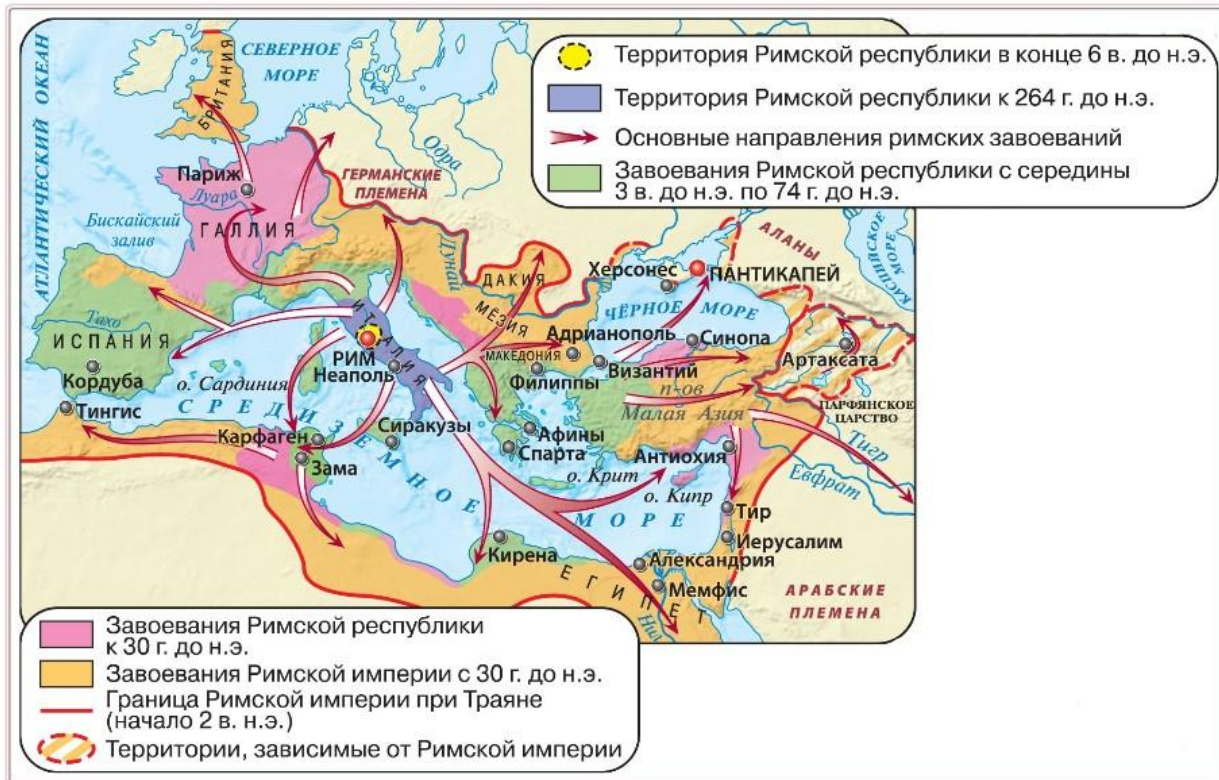 СЕВЕРНОЕ
МОРЕ
АТЛАНТИЧЕСКИЙ ОКЕАН
БРИТАНИЯ
Территория Римской республики в конце 6 в. до н.э.
Территория Римской республики к 264 г. до н.э.
Основные направления римских завоеваний
Завоевания Римской республики с середины
3 в. до н.э. по 74 г. до н.э.
Одра
Париж
Луара
ГЕРМАНСКИЕ
ПЛЕМЕНА
Бискайский
залив
ГАЛЛИЯ
Дунай
ДАКИЯ
АЛАНЫ
КАСПИЙСКОЕ
МОРЕ
Херсонес
ПАНТИКАПЕЙ
МЁЗИЯ
ЧЁРНОЕ МОРЕ
Тахо
ИСПАНИЯ
ИТАЛИЯ
Адрианополь
Синопа
РИМ
МАКЕДОНИЯ
Византий
Артаксата
Кордуба
о. Сардиния
Неаполь
Филиппы
п-ов
Малая Азия
ПАРФЯНСКОЕ
ЦАРСТВО
Тингис
СРЕДИЗЕМНОЕ
МОРЕ
Карфаген
Сиракузы
Афины
Спарта
Антиохия
Тигр
Зама
о. Крит
о. Кипр
Евфрат
Тир
Кирена
Иерусалим
Александрия
ЕГИПЕТ
Мемфис
Нил
АРАБСКИЕ
ПЛЕМЕНА
Завоевания Римской республики
к 30 г. до н.э.
Завоевания Римской империи с 30 г. до н.э.
Граница Римской империи при Траяне
(начало 2 в. н.э.)
Территории, зависимые от Римской империи